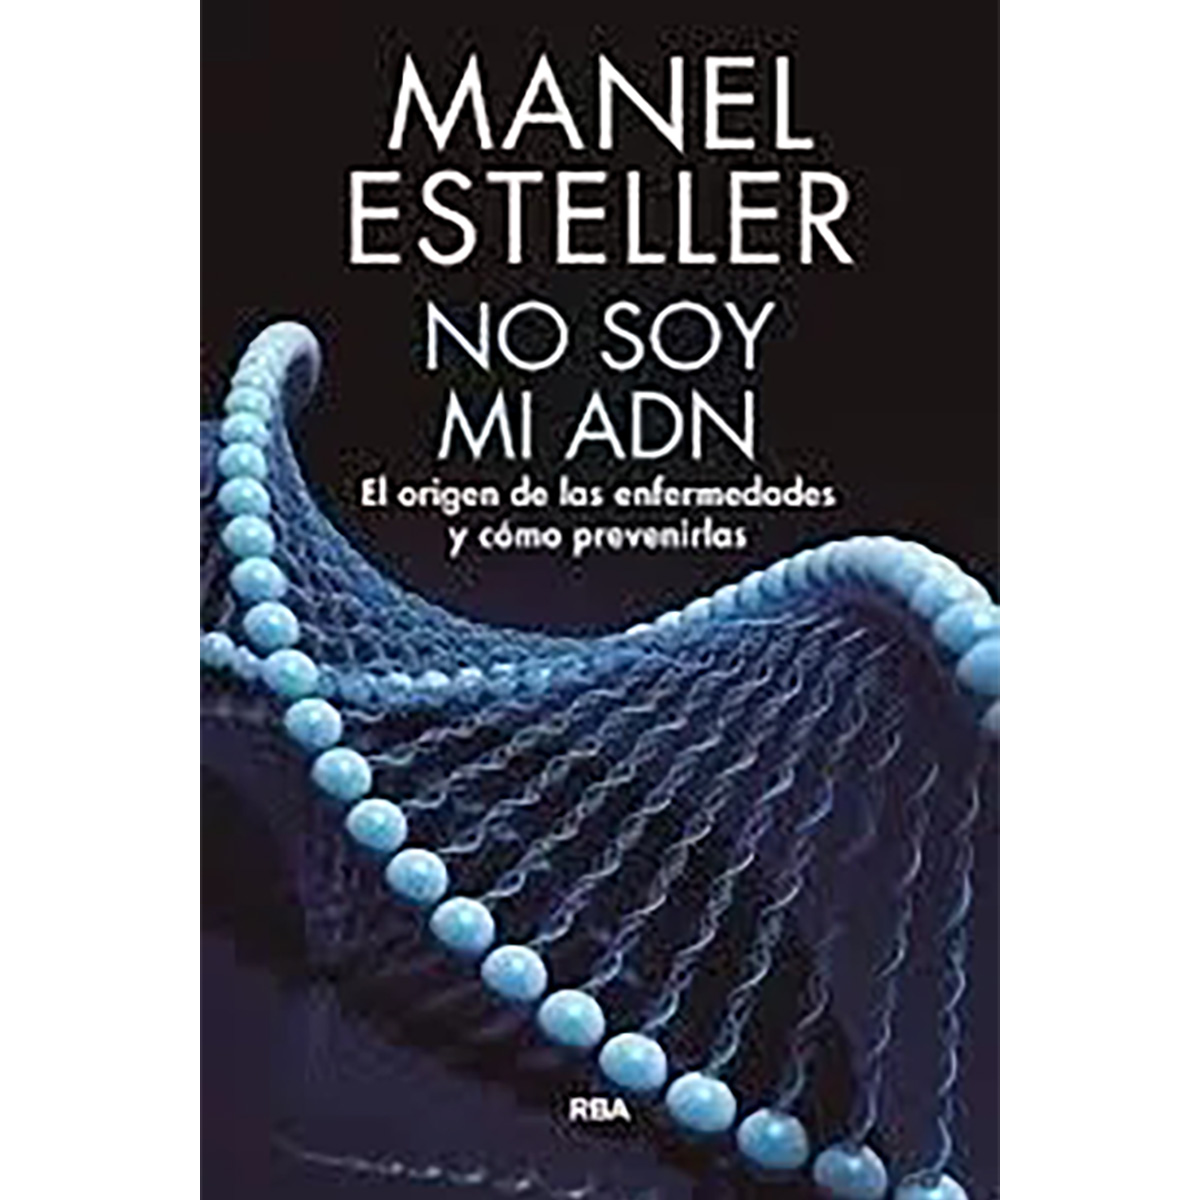 MANEL
ESTELLER
NO SOY
MI ADN
El origen de las enfermedades
y cómo prevenirlas
RBA